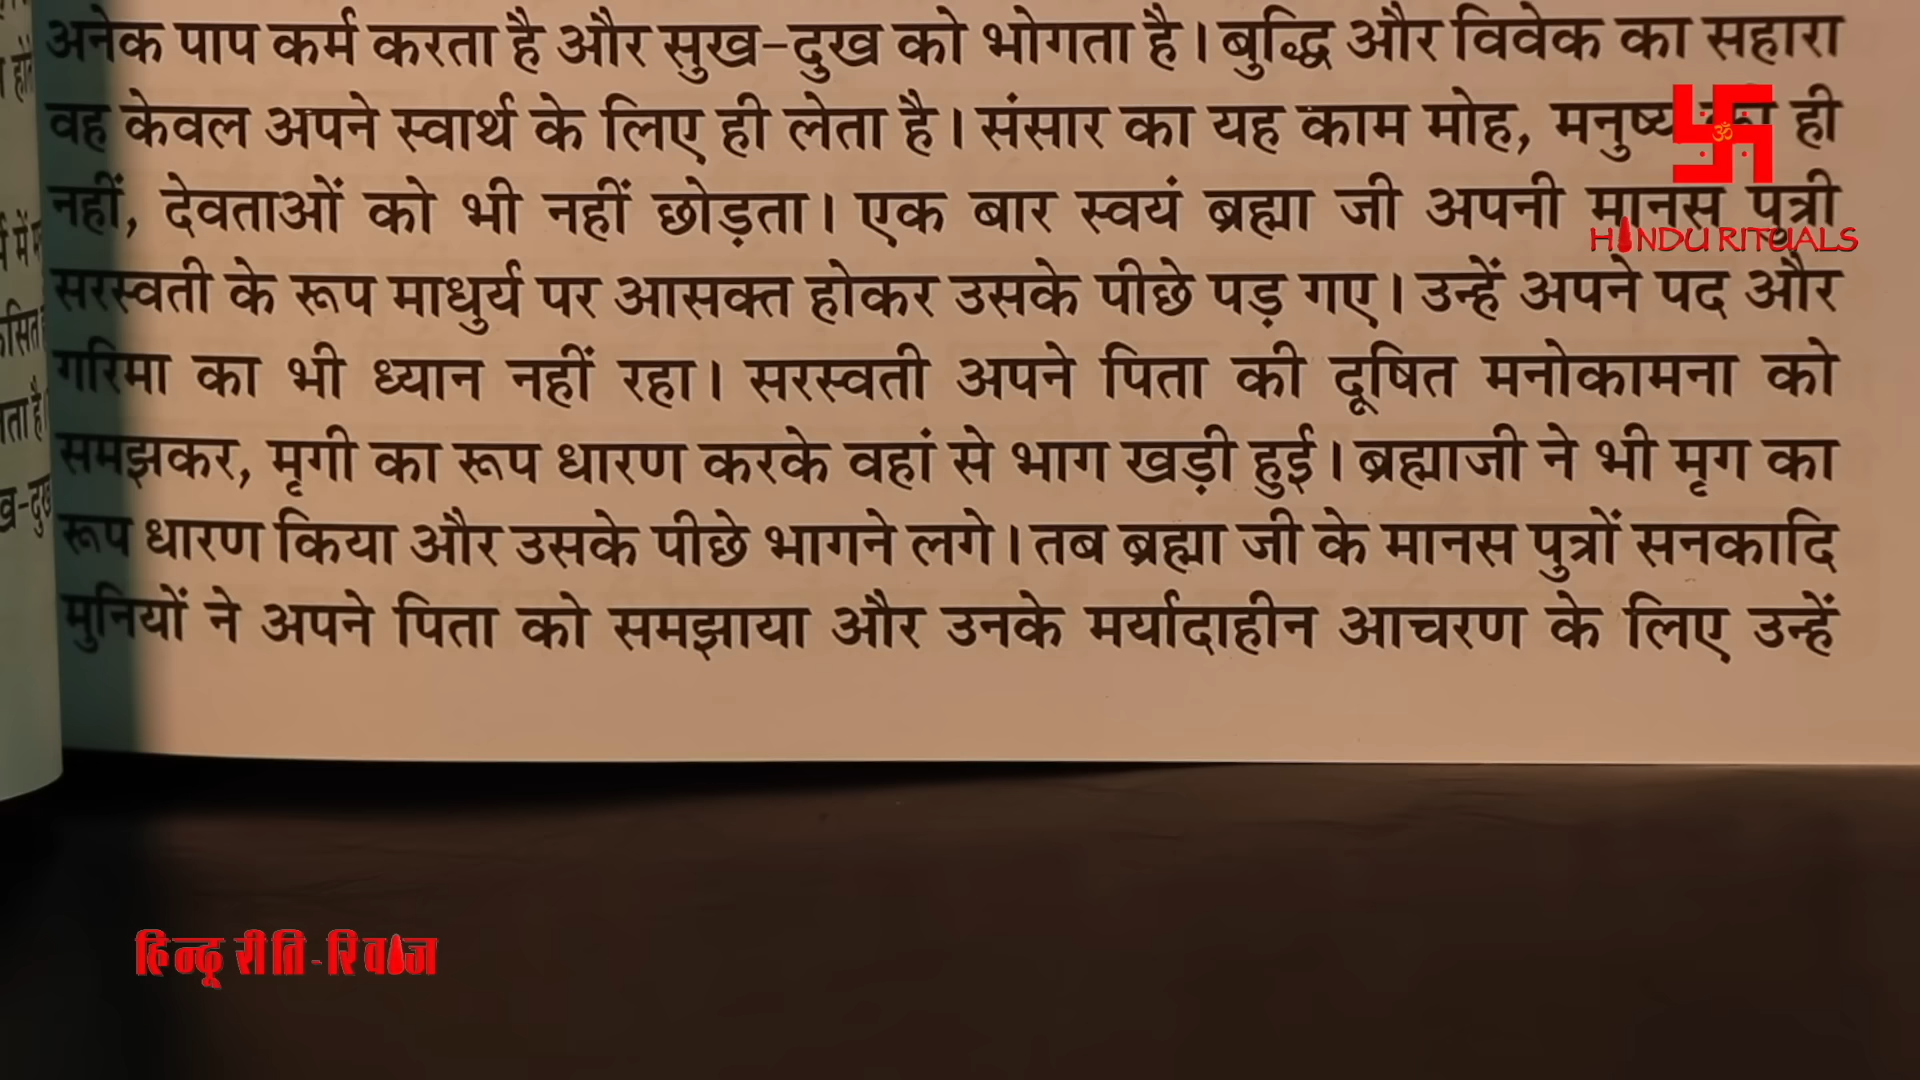 अनेक पाप कर्म करता है और सुख-दुख को भोगता है। बुद्धि और विवेक का सहारा
वह केवल अपने स्वार्थ के लिए ही लेता है। संसार का यह काम मोह, मनुष्य ही
नहीं, देवताओं को भी नहीं छोड़ता। एक बार स्वयं ब्रह्मा जी अपनी मानस पुत्री
HINDU RITUALS
सरस्वती के रूप माधुर्य पर आसक्त होकर उसके पीछे पड़ गए। उन्हें अपने पद और
गरिमा का भी ध्यान नहीं रहा। सरस्वती अपने पिता की दूषित मनोकामना को
समझकर, मृगी का रूप धारण करके वहां से भाग खड़ी हुई। ब्रह्माजी ने भी मृग का
रूप धारण किया और उसके पीछे भागने लगे। तब ब्रह्मा जी के मानस पुत्रों सनकादि
मुनियों ने अपने पिता को समझाया और उनके मर्यादाहीन आचरण के लिए उन्हें
हिन्दू रीति-रिवाज